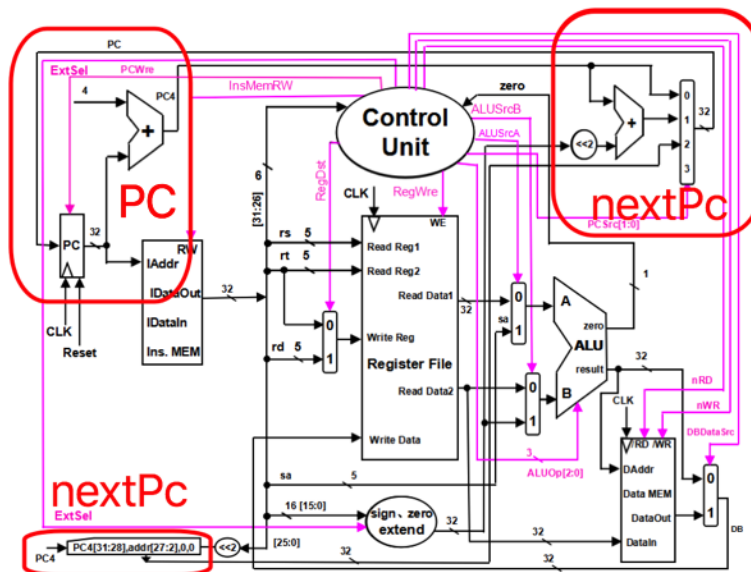 PC
ExtSel
PCWre
InsMemRW
4
PC4
+
PC
32
PC
CLK
Reset
RW
IAddr
IDataOut
IDataIn
Ins. MEM
32
6
[31:26]
Control
Unit
zero
ALUSrcB
ALUSrcA
RegDst
CLK
RegWre
WE
rs 5
rt 5
rd 5
0
1
Read Reg1
Read Reg2
Read Data1
Write Reg
Register File
Read Data2
Write Data
32
sa
0
1
0
1
A
B
zero
ALU
result
1
32
3
ALUOp[2:0]
<<2
+
0
1
2
3
32
nextPc
PCSrc[1:0]
nRD
nWR
DBDataSrc
CLK
/RD /WR
DAddr
Data MEM
DataOut
DataIn
0
1
DB
sa 5
16 [15:0]
sign、zero
extend
32
32
32
nextPc
ExtSel
PC4
PC4[31:28],addr[27:2],0,0
<<2
[25:0]